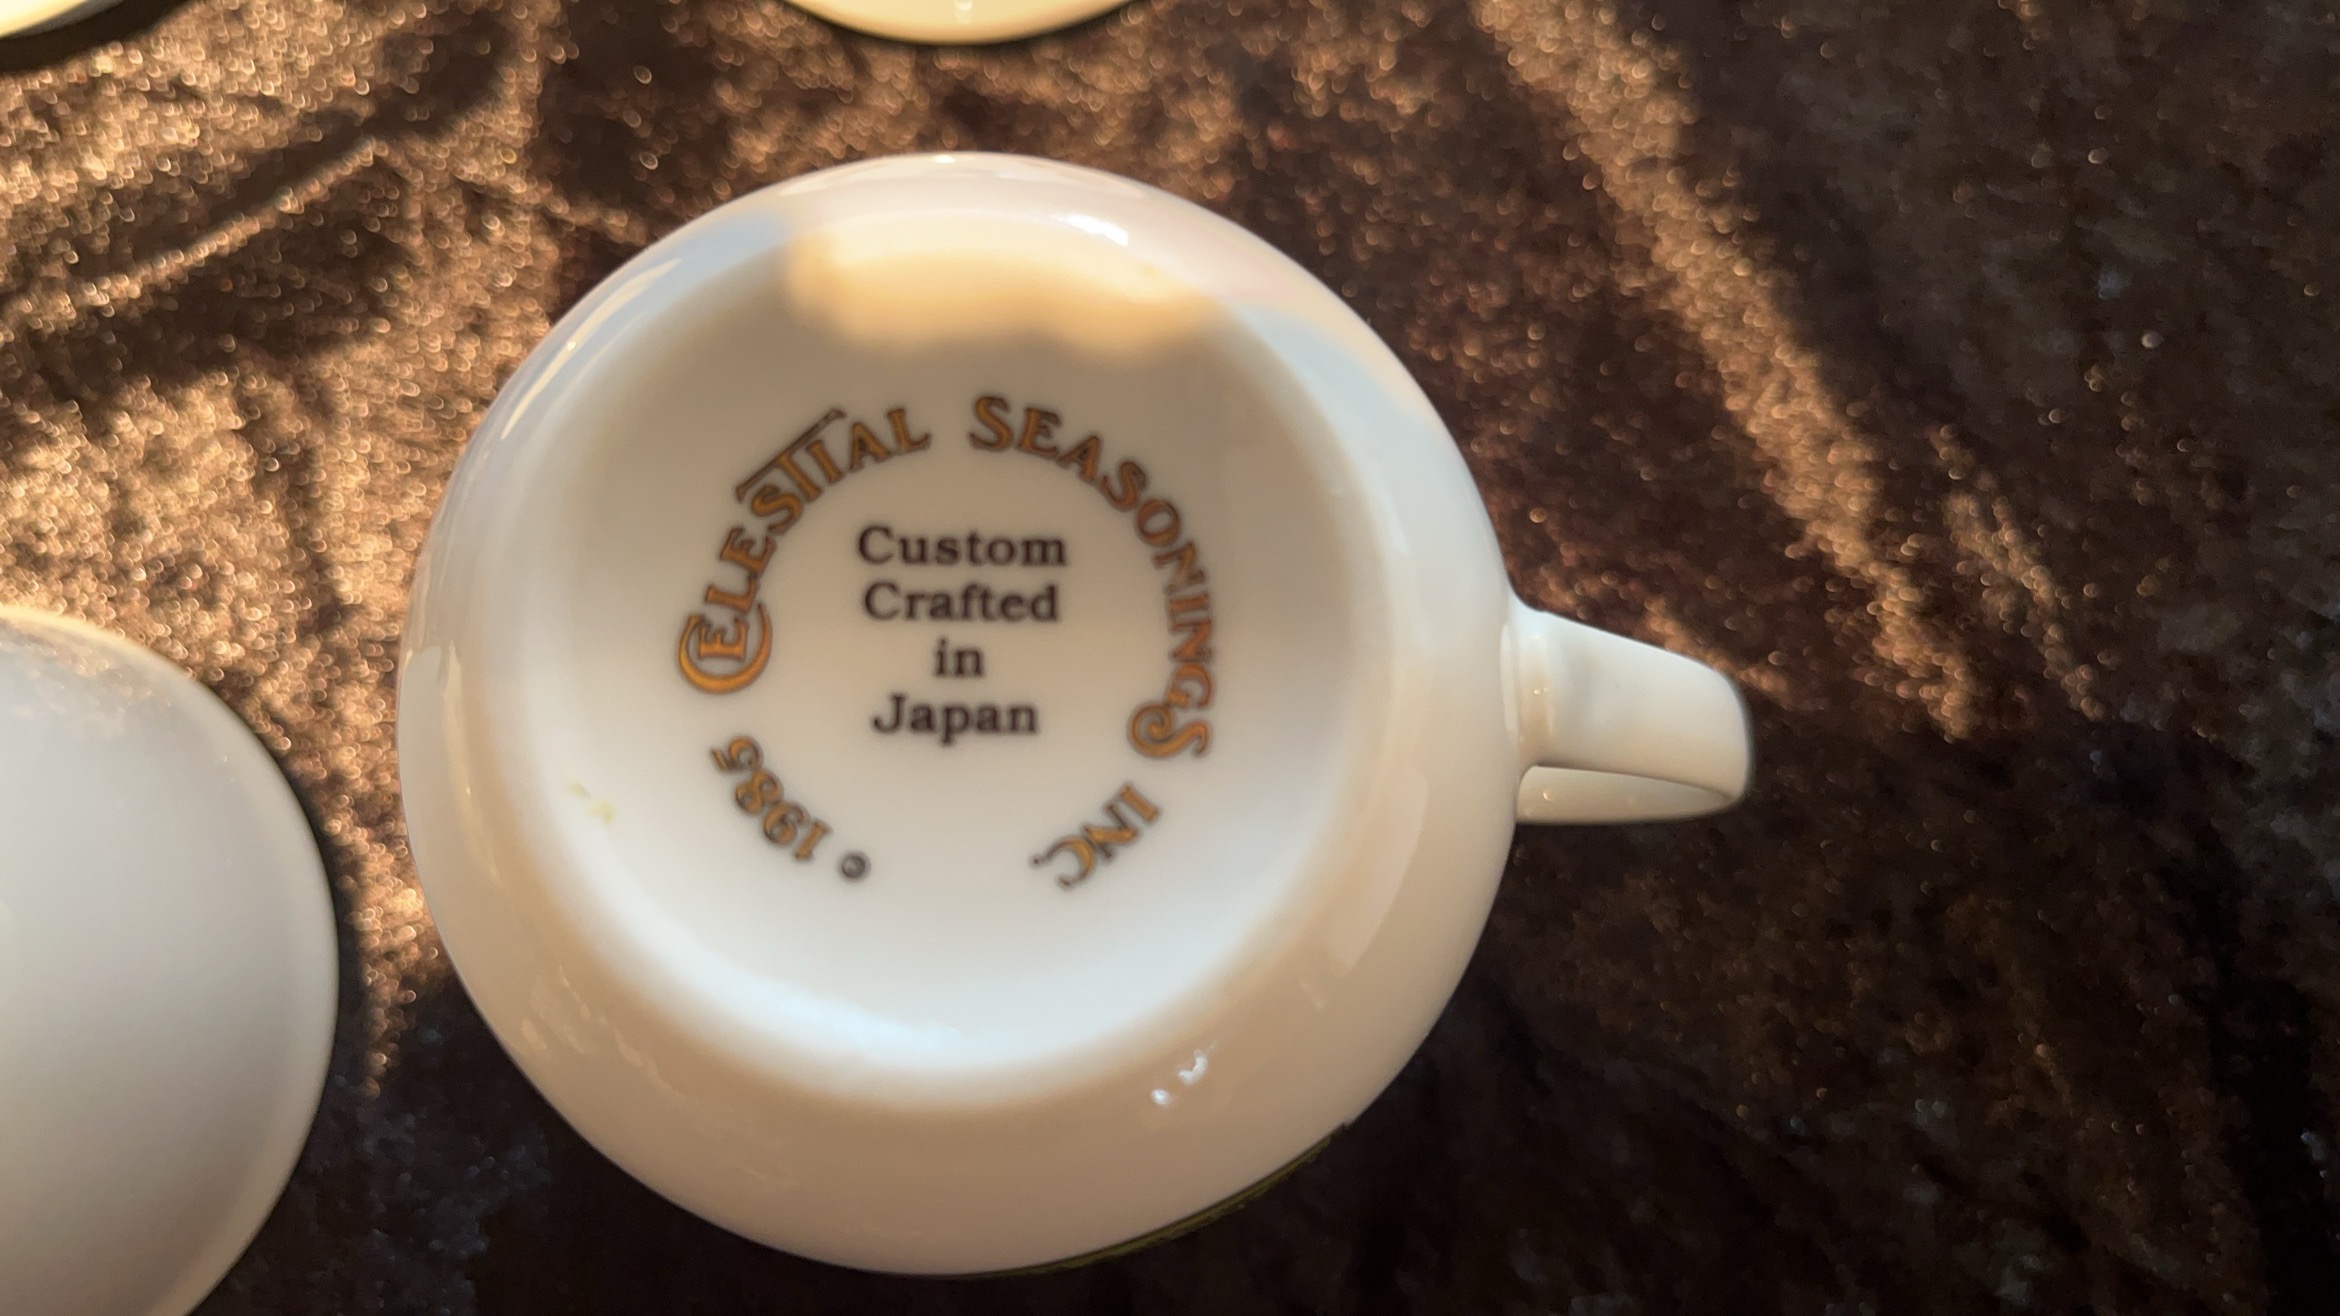 © 1985 CELESTIAL SEASONINGS INC.
Custom
Crafted
in
Japan